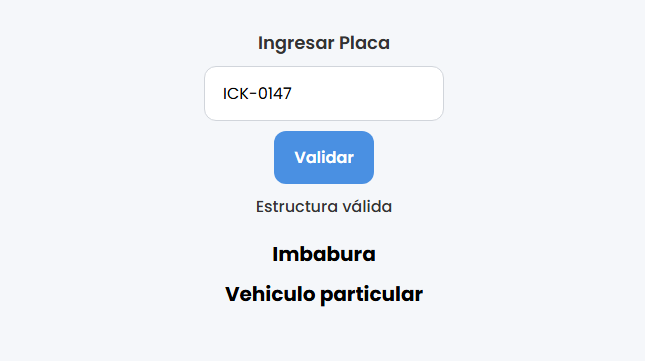 Ingresar Placa
ICK-0147
Validar
Estructura válida
Imbabura
Vehiculo particular